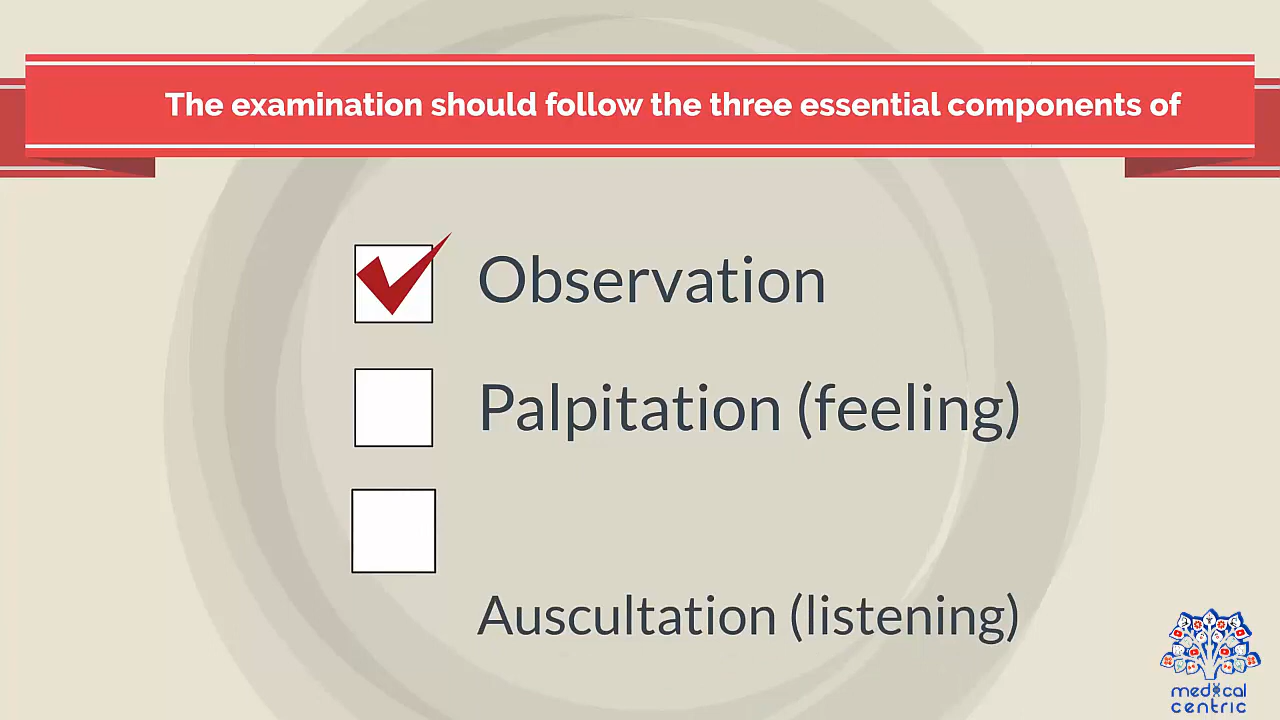 The examination should follow the three essential components of
Observation
Palpitation (feeling)
Auscultation (listening)
medical
centric